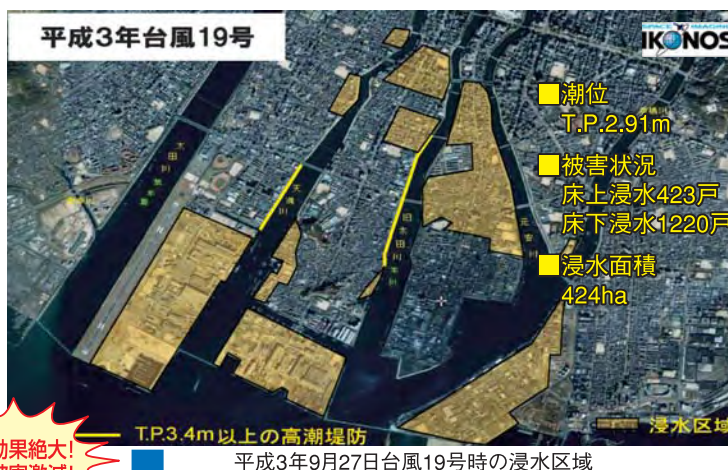 平成3年台風19号
SPACE IMAGING
IKONOS
■潮位
T.P.2.91m
■被害状況
床上浸水423戸
床下浸水1220戸
■浸水面積
424ha
太田川
天満川
旧太田川
本川
元安川
効果絶大!
T.P.3.4m以上の高潮堤防
浸水区域
平成3年9月27日台風19号時の浸水区域